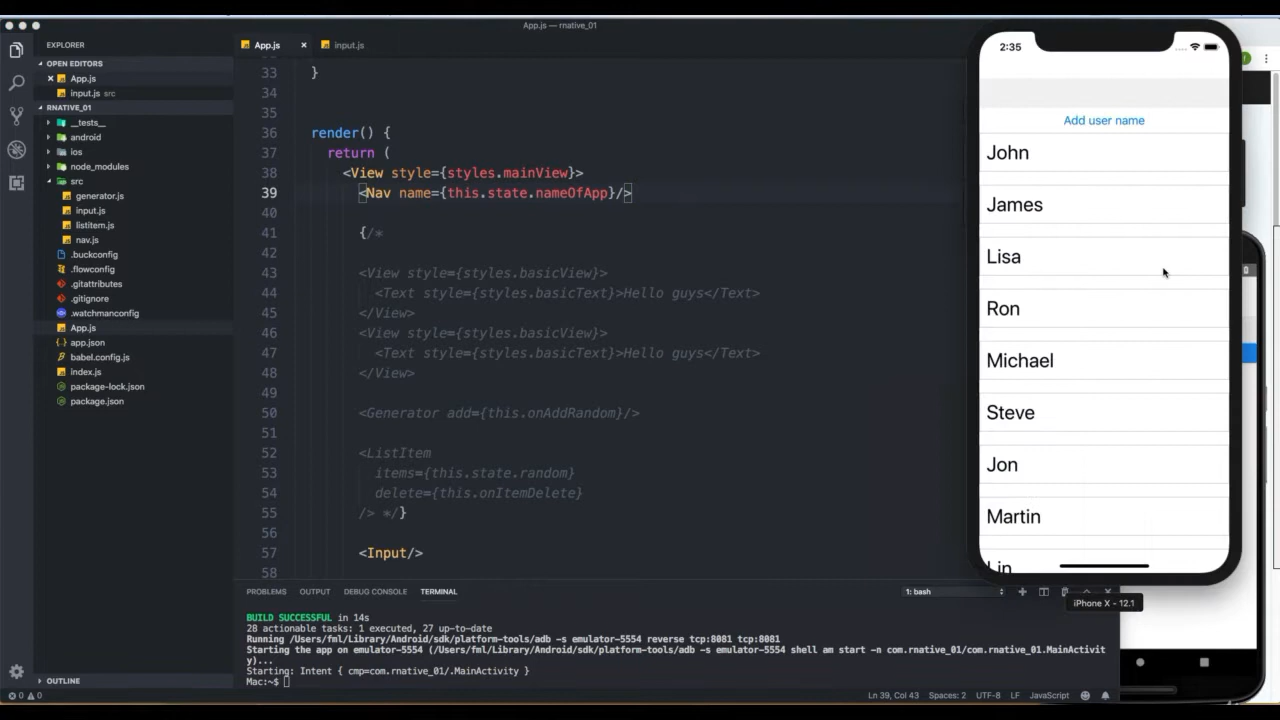 App.js — rnative_01
EXPLORER
OPEN EDITORS
App.js
input.js src
RNATIVE_01
__tests__
android
ios
node_modules
src
generator.js
input.js
listitem.js
nav.js
.buckconfig
.flowconfig
.gitattributes
.gitignore
.watchmanconfig
App.js
app.json
babel.config.js
index.js
package-lock.json
package.json
OUTLINE
0 0
App.js
input.js
33 }
34
35
36 render() {
37 return (
38 <View style={styles.mainView}>
39 <Nav name={this.state.nameOfApp}/>
40
41 {/*
42
43 <View style={styles.basicView}>
44 <Text style={styles.basicText}>Hello guys</Text>
45 </View>
46 <View style={styles.basicView}>
47 <Text style={styles.basicText}>Hello guys</Text>
48 </View>
49
50 <Generator add={this.onAddRandom}/>
51
52 <ListItem
53 items={this.state.random}
54 delete={this.onItemDelete}
55 /> */}
56
57 <Input/>
58
PROBLEMS OUTPUT DEBUG CONSOLE TERMINAL
1: bash
BUILD SUCCESSFUL in 14s
28 actionable tasks: 1 executed, 27 up-to-date
Running /Users/fml/Library/Android/sdk/platform-tools/adb -s emulator-5554 reverse tcp:8081 tcp:8081
Starting the app on emulator-5554 (/Users/fml/Library/Android/sdk/platform-tools/adb -s emulator-5554 shell am start -n com.rnative_01/com.rnative_01.MainActivit
y)...
Starting: Intent { cmp=com.rnative_01/.MainActivity }
Mac:~$
Ln 39, Col 43 Spaces: 2 UTF-8 LF JavaScript
2:35
Add user name
John
James
Lisa
Ron
Michael
Steve
Jon
Martin
Lin
iPhone X - 12.1